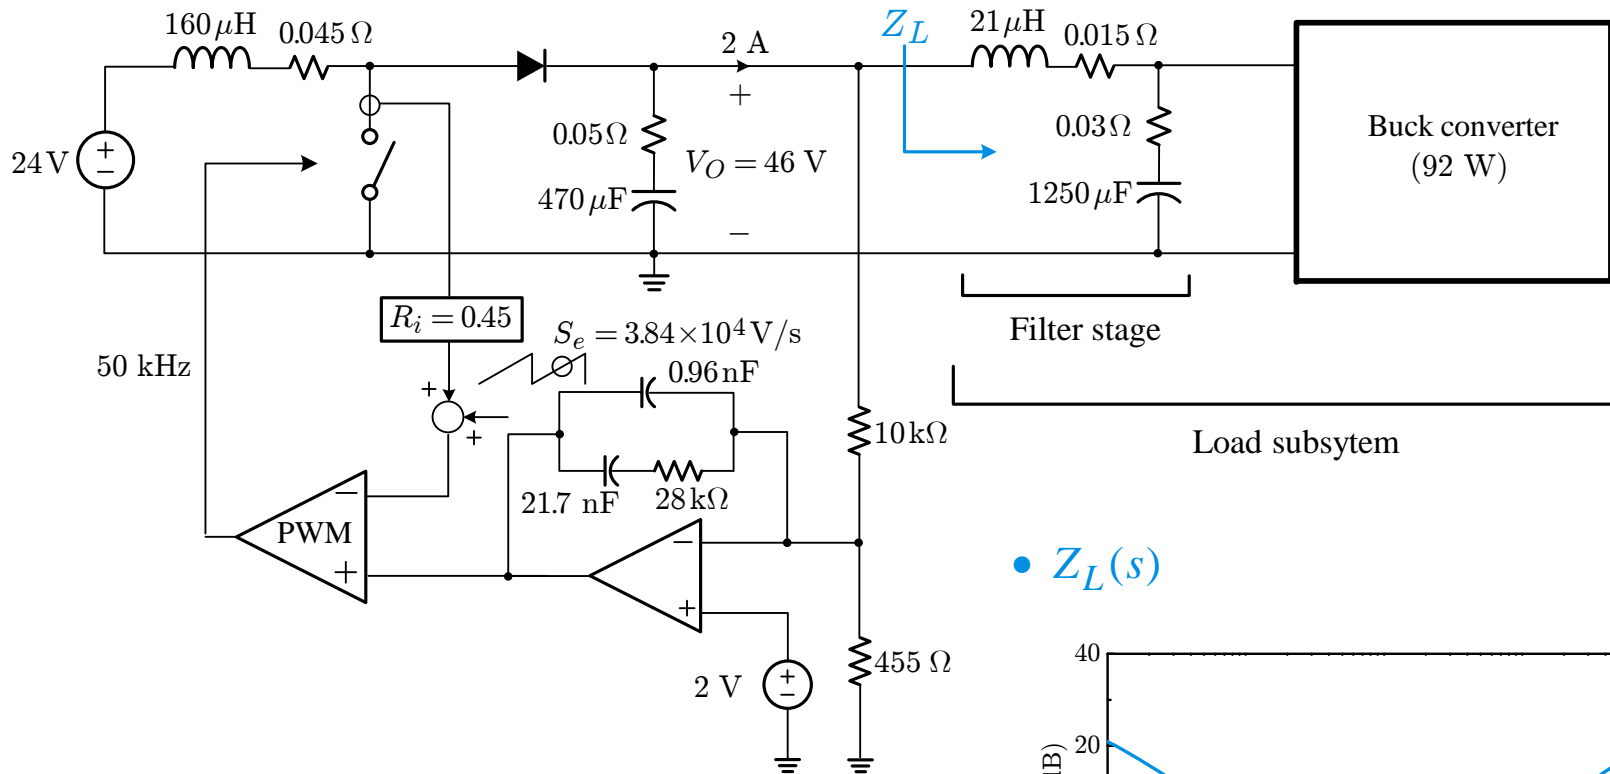 160 μH
0.045 Ω
2 A
Z_L
21 μH
0.015 Ω
+
24 V
+
−
0.05 Ω
V_O = 46 V
470 μF
−
0.03 Ω
1250 μF
Buck converter
(92 W)
R_i = 0.45
S_e = 3.84×10⁴ V/s
Filter stage
50 kHz
0.96 nF
+
+
10 kΩ
Load subsytem
21.7 nF
28 kΩ
−
PWM
+
−
+
• Z_L(s)
2 V
+
−
455 Ω
40
20